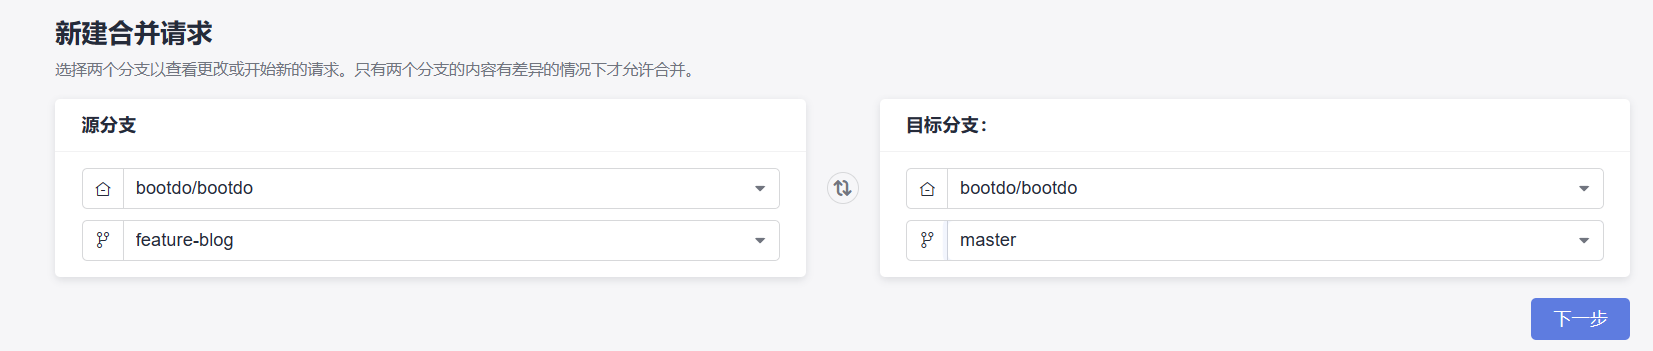 新建合并请求
选择两个分支以查看更改或开始新的请求。只有两个分支的内容有差异的情况下才允许合并。
源分支
bootdo/bootdo
feature-blog
目标分支：
bootdo/bootdo
master
下一步